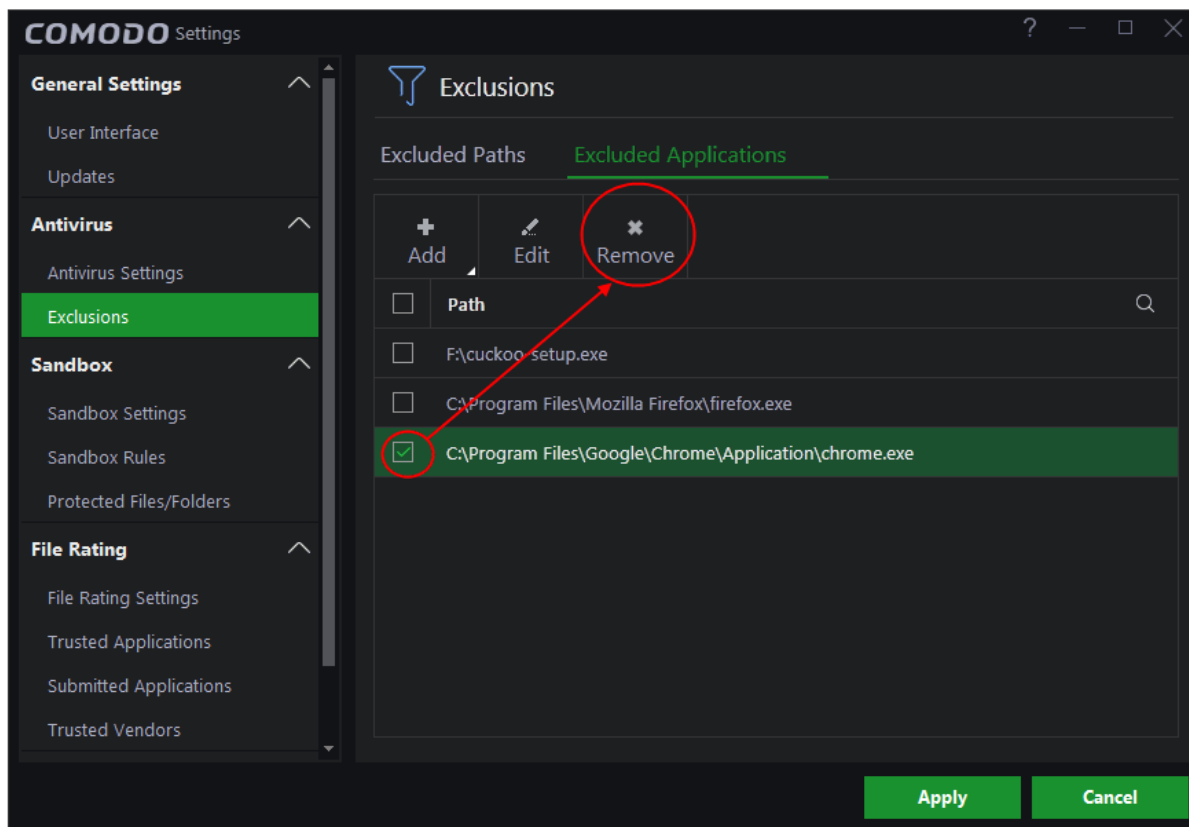 COMODO Settings
?
General Settings
User Interface
Updates
Antivirus
Antivirus Settings
Exclusions
Sandbox
Sandbox Settings
Sandbox Rules
Protected Files/Folders
File Rating
File Rating Settings
Trusted Applications
Submitted Applications
Trusted Vendors
Exclusions
Excluded Paths Excluded Applications
Add Edit Remove
Path
F:\cuckoo-setup.exe
C:\Program Files\Mozilla Firefox\firefox.exe
C:\Program Files\Google\Chrome\Application\chrome.exe
Apply Cancel